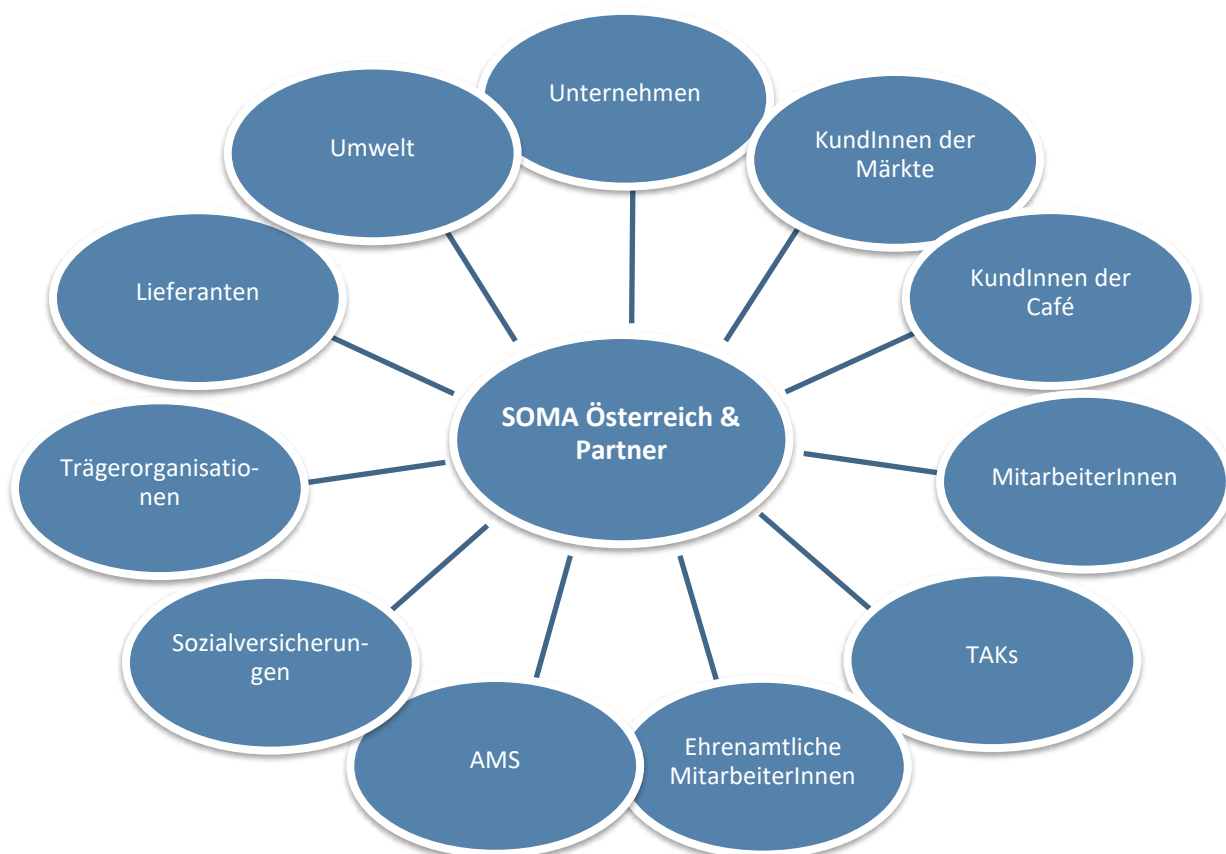 Unternehmen
KundInnen der
Märkte
KundInnen der
Café
MitarbeiterInnen
TAKs
Ehrenamtliche
MitarbeiterInnen
AMS
Sozialversicherun-
gen
Trägerorganisatio-
nen
Lieferanten
Umwelt
SOMA Österreich &
Partner